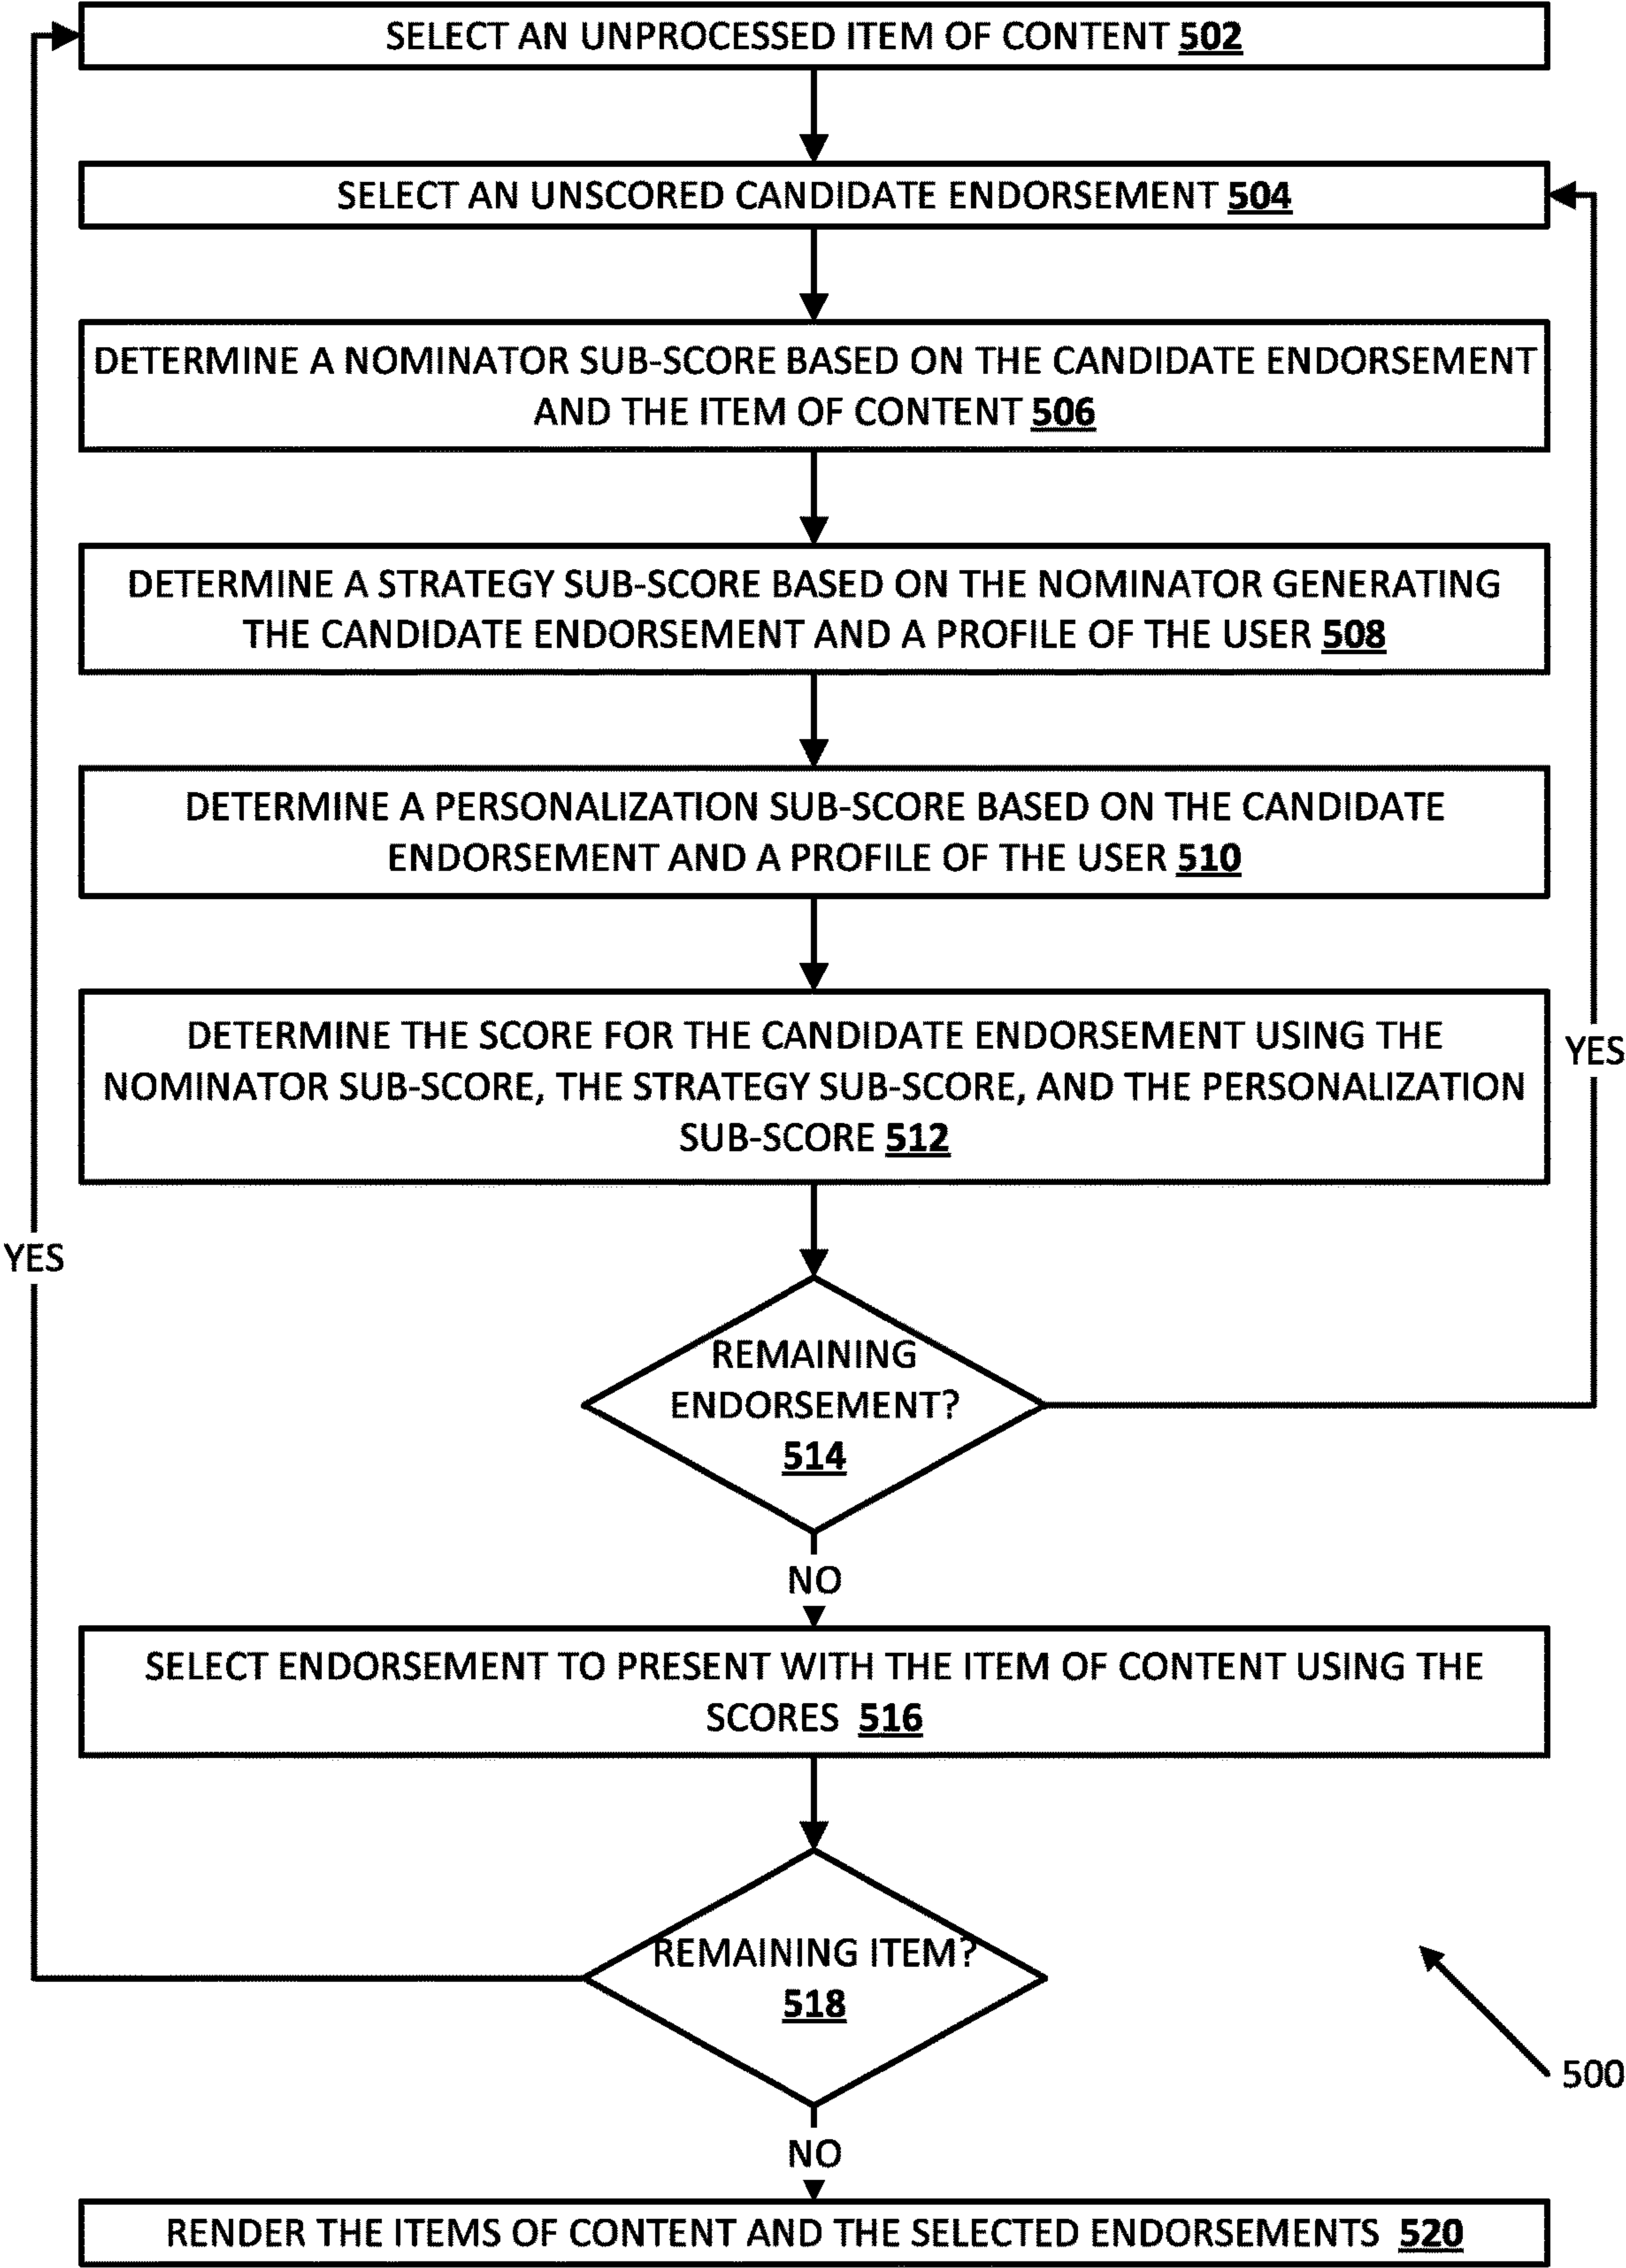 SELECT AN UNPROCESSED ITEM OF CONTENT 502
SELECT AN UNSCORED CANDIDATE ENDORSEMENT 504
DETERMINE A NOMINATOR SUB-SCORE BASED ON THE CANDIDATE ENDORSEMENT
AND THE ITEM OF CONTENT 506
DETERMINE A STRATEGY SUB-SCORE BASED ON THE NOMINATOR GENERATING
THE CANDIDATE ENDORSEMENT AND A PROFILE OF THE USER 508
DETERMINE A PERSONALIZATION SUB-SCORE BASED ON THE CANDIDATE
ENDORSEMENT AND A PROFILE OF THE USER 510
DETERMINE THE SCORE FOR THE CANDIDATE ENDORSEMENT USING THE
NOMINATOR SUB-SCORE, THE STRATEGY SUB-SCORE, AND THE PERSONALIZATION
SUB-SCORE 512
YES
YES
REMAINING
ENDORSEMENT?
514
NO
SELECT ENDORSEMENT TO PRESENT WITH THE ITEM OF CONTENT USING THE
SCORES 516
REMAINING ITEM?
518
500
NO
RENDER THE ITEMS OF CONTENT AND THE SELECTED ENDORSEMENTS 520